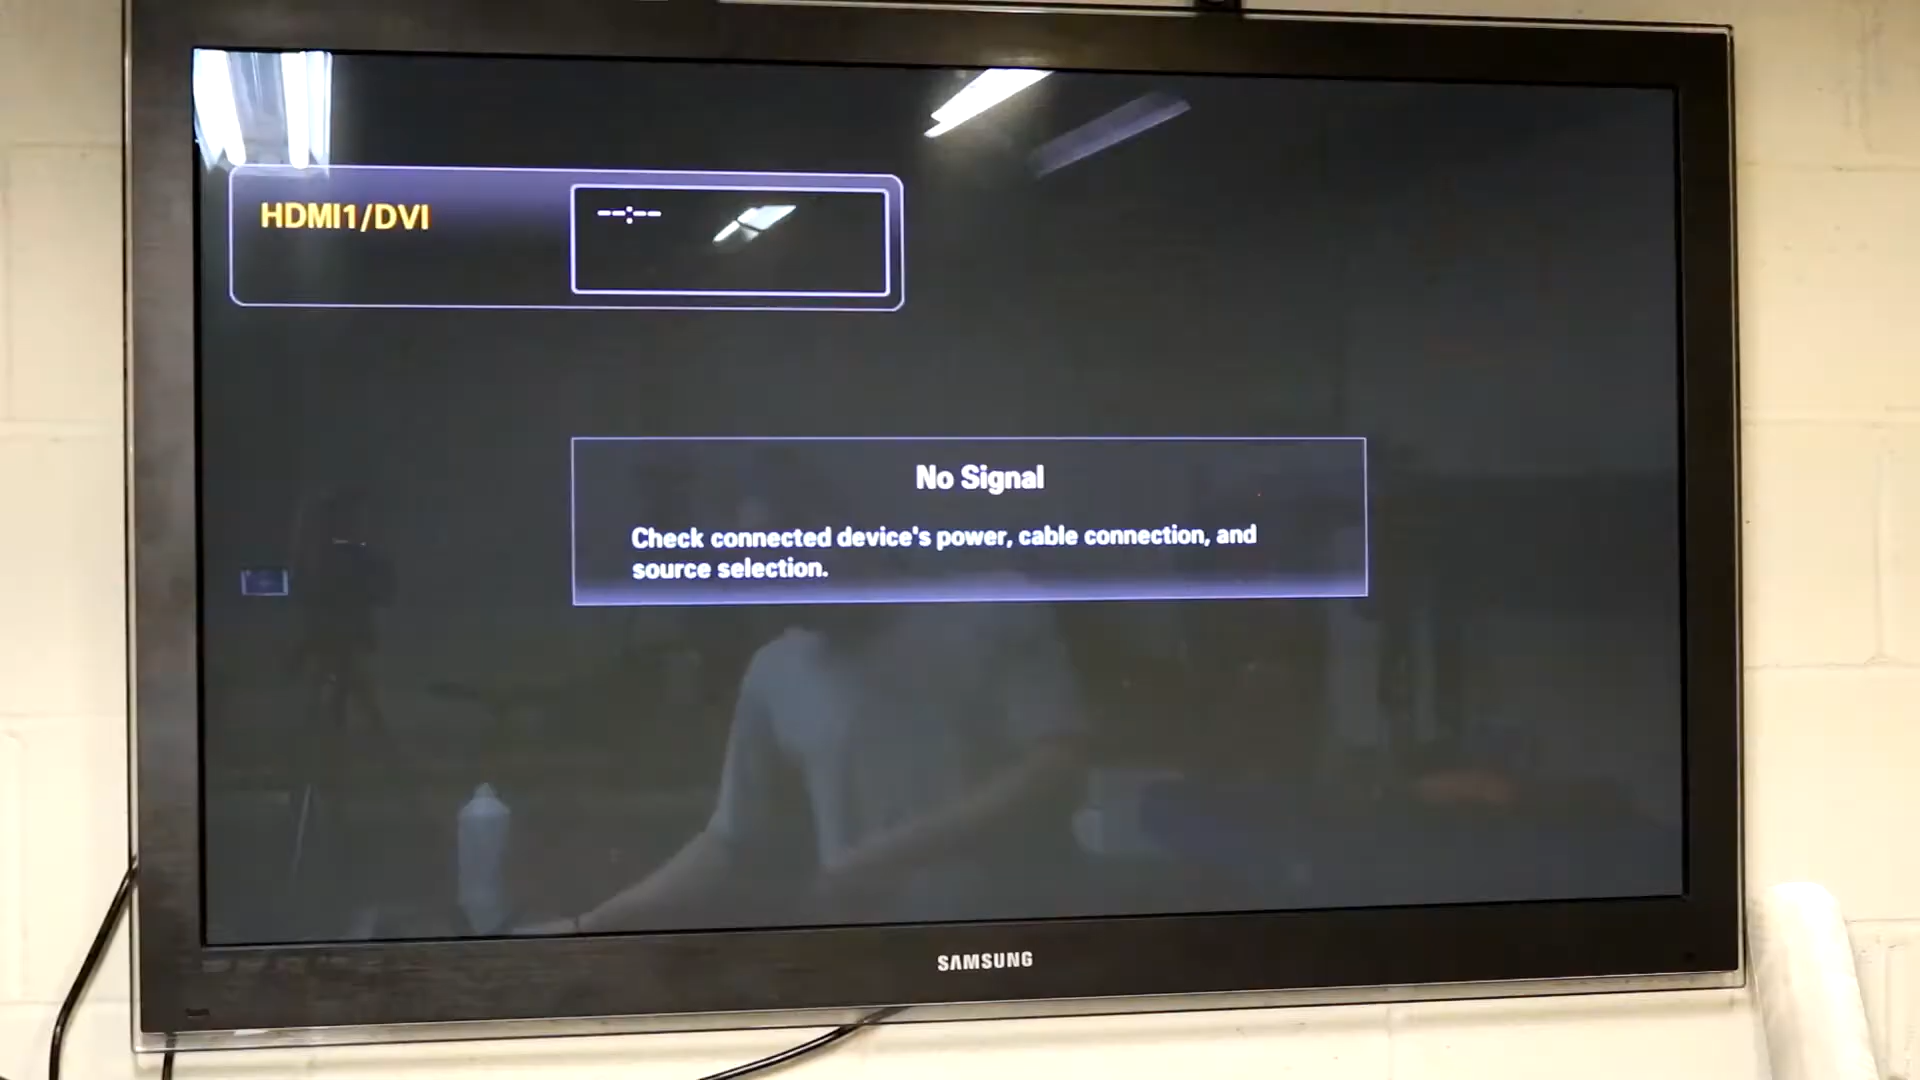 HDMI1/DVI
--:--
No Signal
Check connected device's power, cable connection, and
source selection.
SAMSUNG